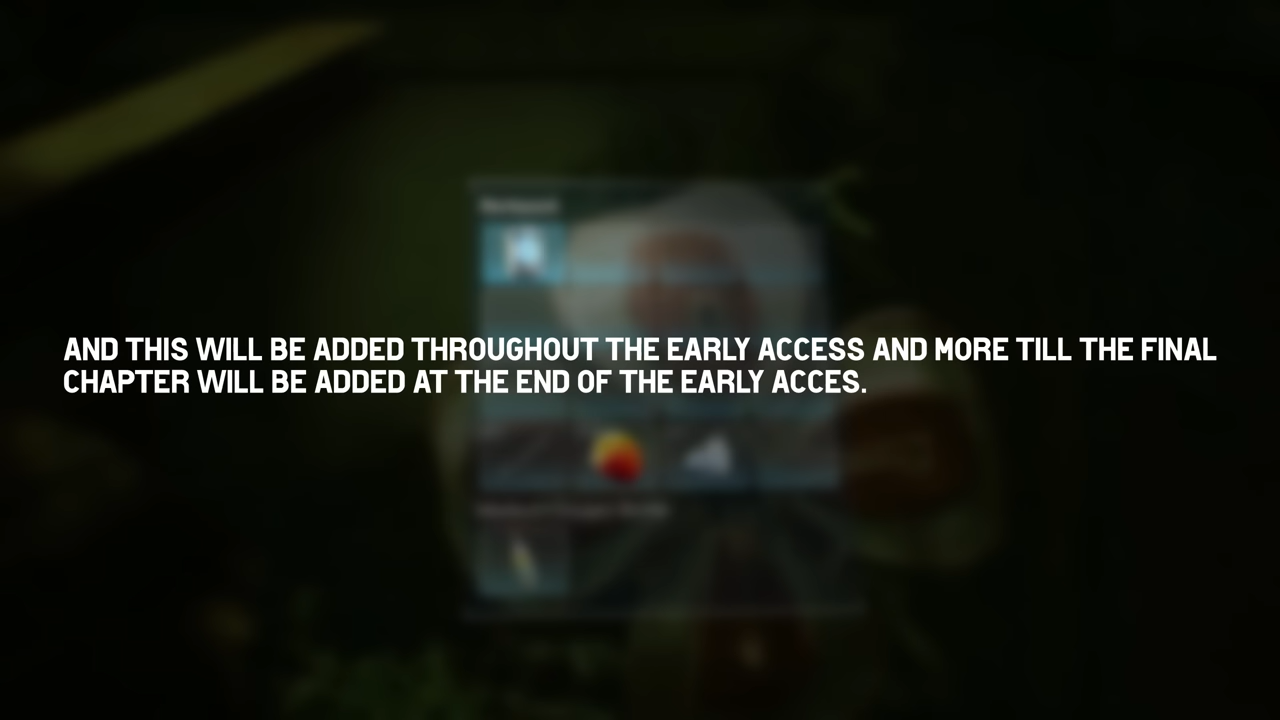 AND THIS WILL BE ADDED THROUGHOUT THE EARLY ACCESS AND MORE TILL THE FINAL
CHAPTER WILL BE ADDED AT THE END OF THE EARLY ACCES.